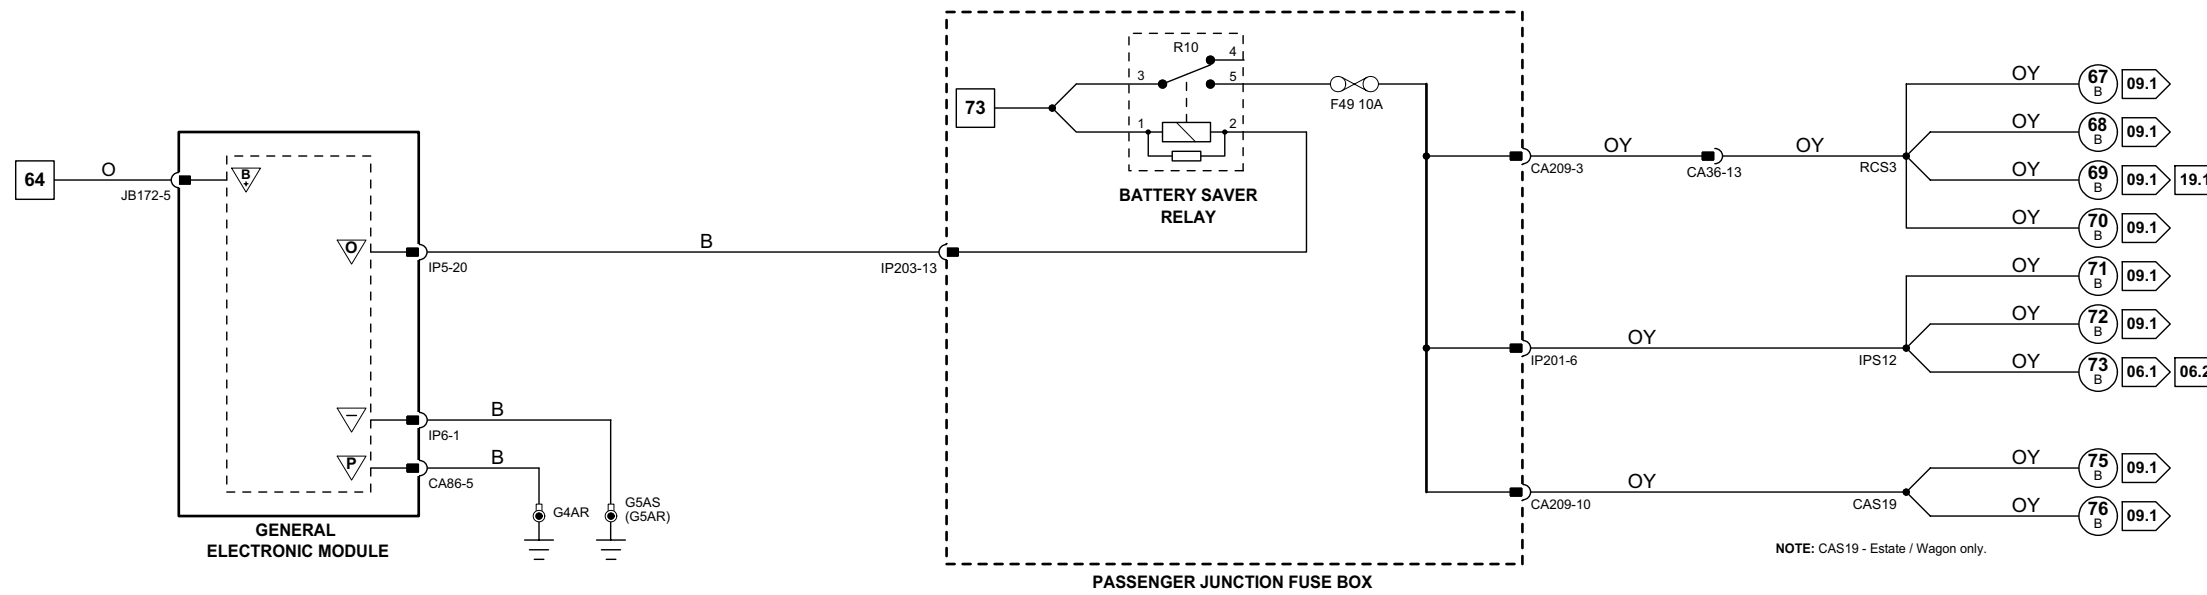 R10
4
3
5
67
B
09.1
OY
73
F49 10A
68
B
09.1
OY
1
2
OY
OY
64
O
B
+
CA209-3
CA36-13
RCS3
OY
69
B
09.1
19.1
JB172-5
BATTERY SAVER
RELAY
OY
70
B
09.1
O
IP5-20
B
IP203-13
OY
71
B
09.1
OY
72
B
09.1
OY
IP201-6
IPS12
OY
73
B
06.1
06.2
–
IP6-1
B
P
CA86-5
B
OY
75
B
09.1
OY
CA209-10
CAS19
OY
76
B
09.1
G4AR
G5AS
(G5AR)
GENERAL
ELECTRONIC MODULE
NOTE: CAS19 - Estate / Wagon only.
PASSENGER JUNCTION FUSE BOX